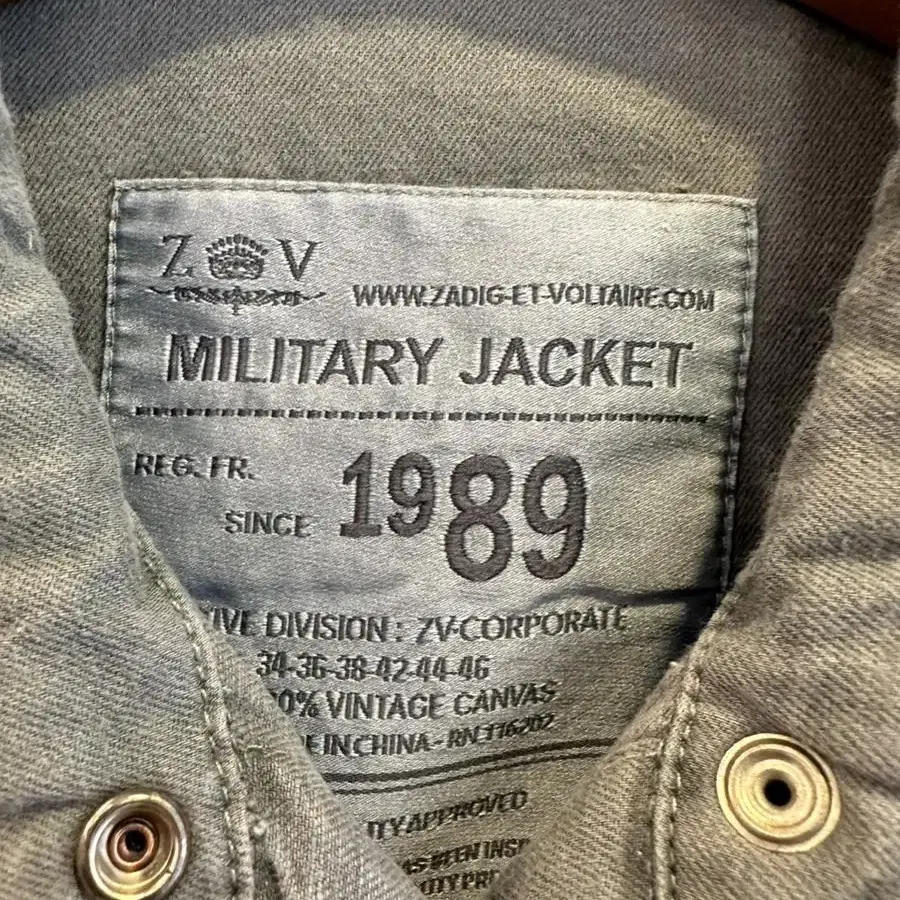 Z V
WWW.ZADIG-ET-VOLTAIRE.COM
MILITARY JACKET
REG. FR.
SINCE 1989
DIVISION : ZV-CORPORATE
34-36-38-42-44-46
VINTAGE CANVAS
IN CHINA - RN 116202
APPROVED
BEEN